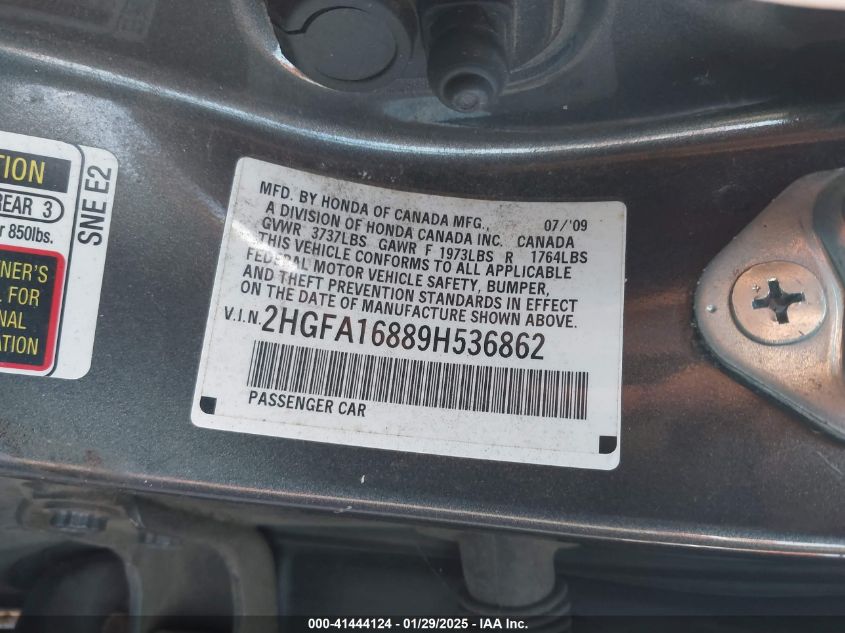 TION
REAR 3
r 850lbs.
SNE E2
NER'S
L FOR
NAL
ATION
MFD. BY HONDA OF CANADA MFG., 07/'09
A DIVISION OF HONDA CANADA INC. CANADA
GVWR 3737LBS GAWR F 1973LBS R 1764LBS
THIS VEHICLE CONFORMS TO ALL APPLICABLE
FEDERAL MOTOR VEHICLE SAFETY, BUMPER,
AND THEFT PREVENTION STANDARDS IN EFFECT
ON THE DATE OF MANUFACTURE SHOWN ABOVE.
V.I.N. 2HGFA16889H536862
PASSENGER CAR
000-41444124 - 01/29/2025 - IAA Inc.